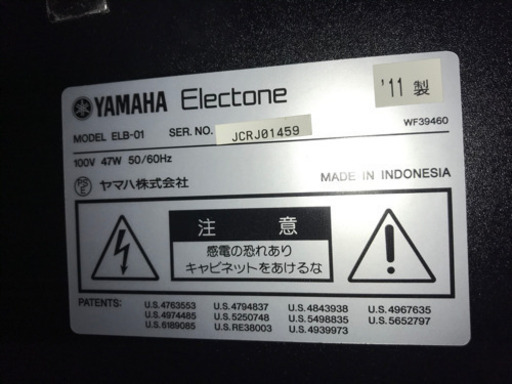 YAMAHA Electone
'11 製
MODEL ELB-01 SER. NO. JCRJ01459
WF39460
100V 47W 50/60Hz
PSE ヤマハ株式会社
MADE IN INDONESIA
注 意
感電の恐れあり
キャビネットをあけるな
PATENTS: U.S.4763553 U.S.4794837 U.S.4843938 U.S.4967635
U.S.4974485 U.S.5250748 U.S.5498835 U.S.5652797
U.S.6189085 U.S.RE38003 U.S.4939973